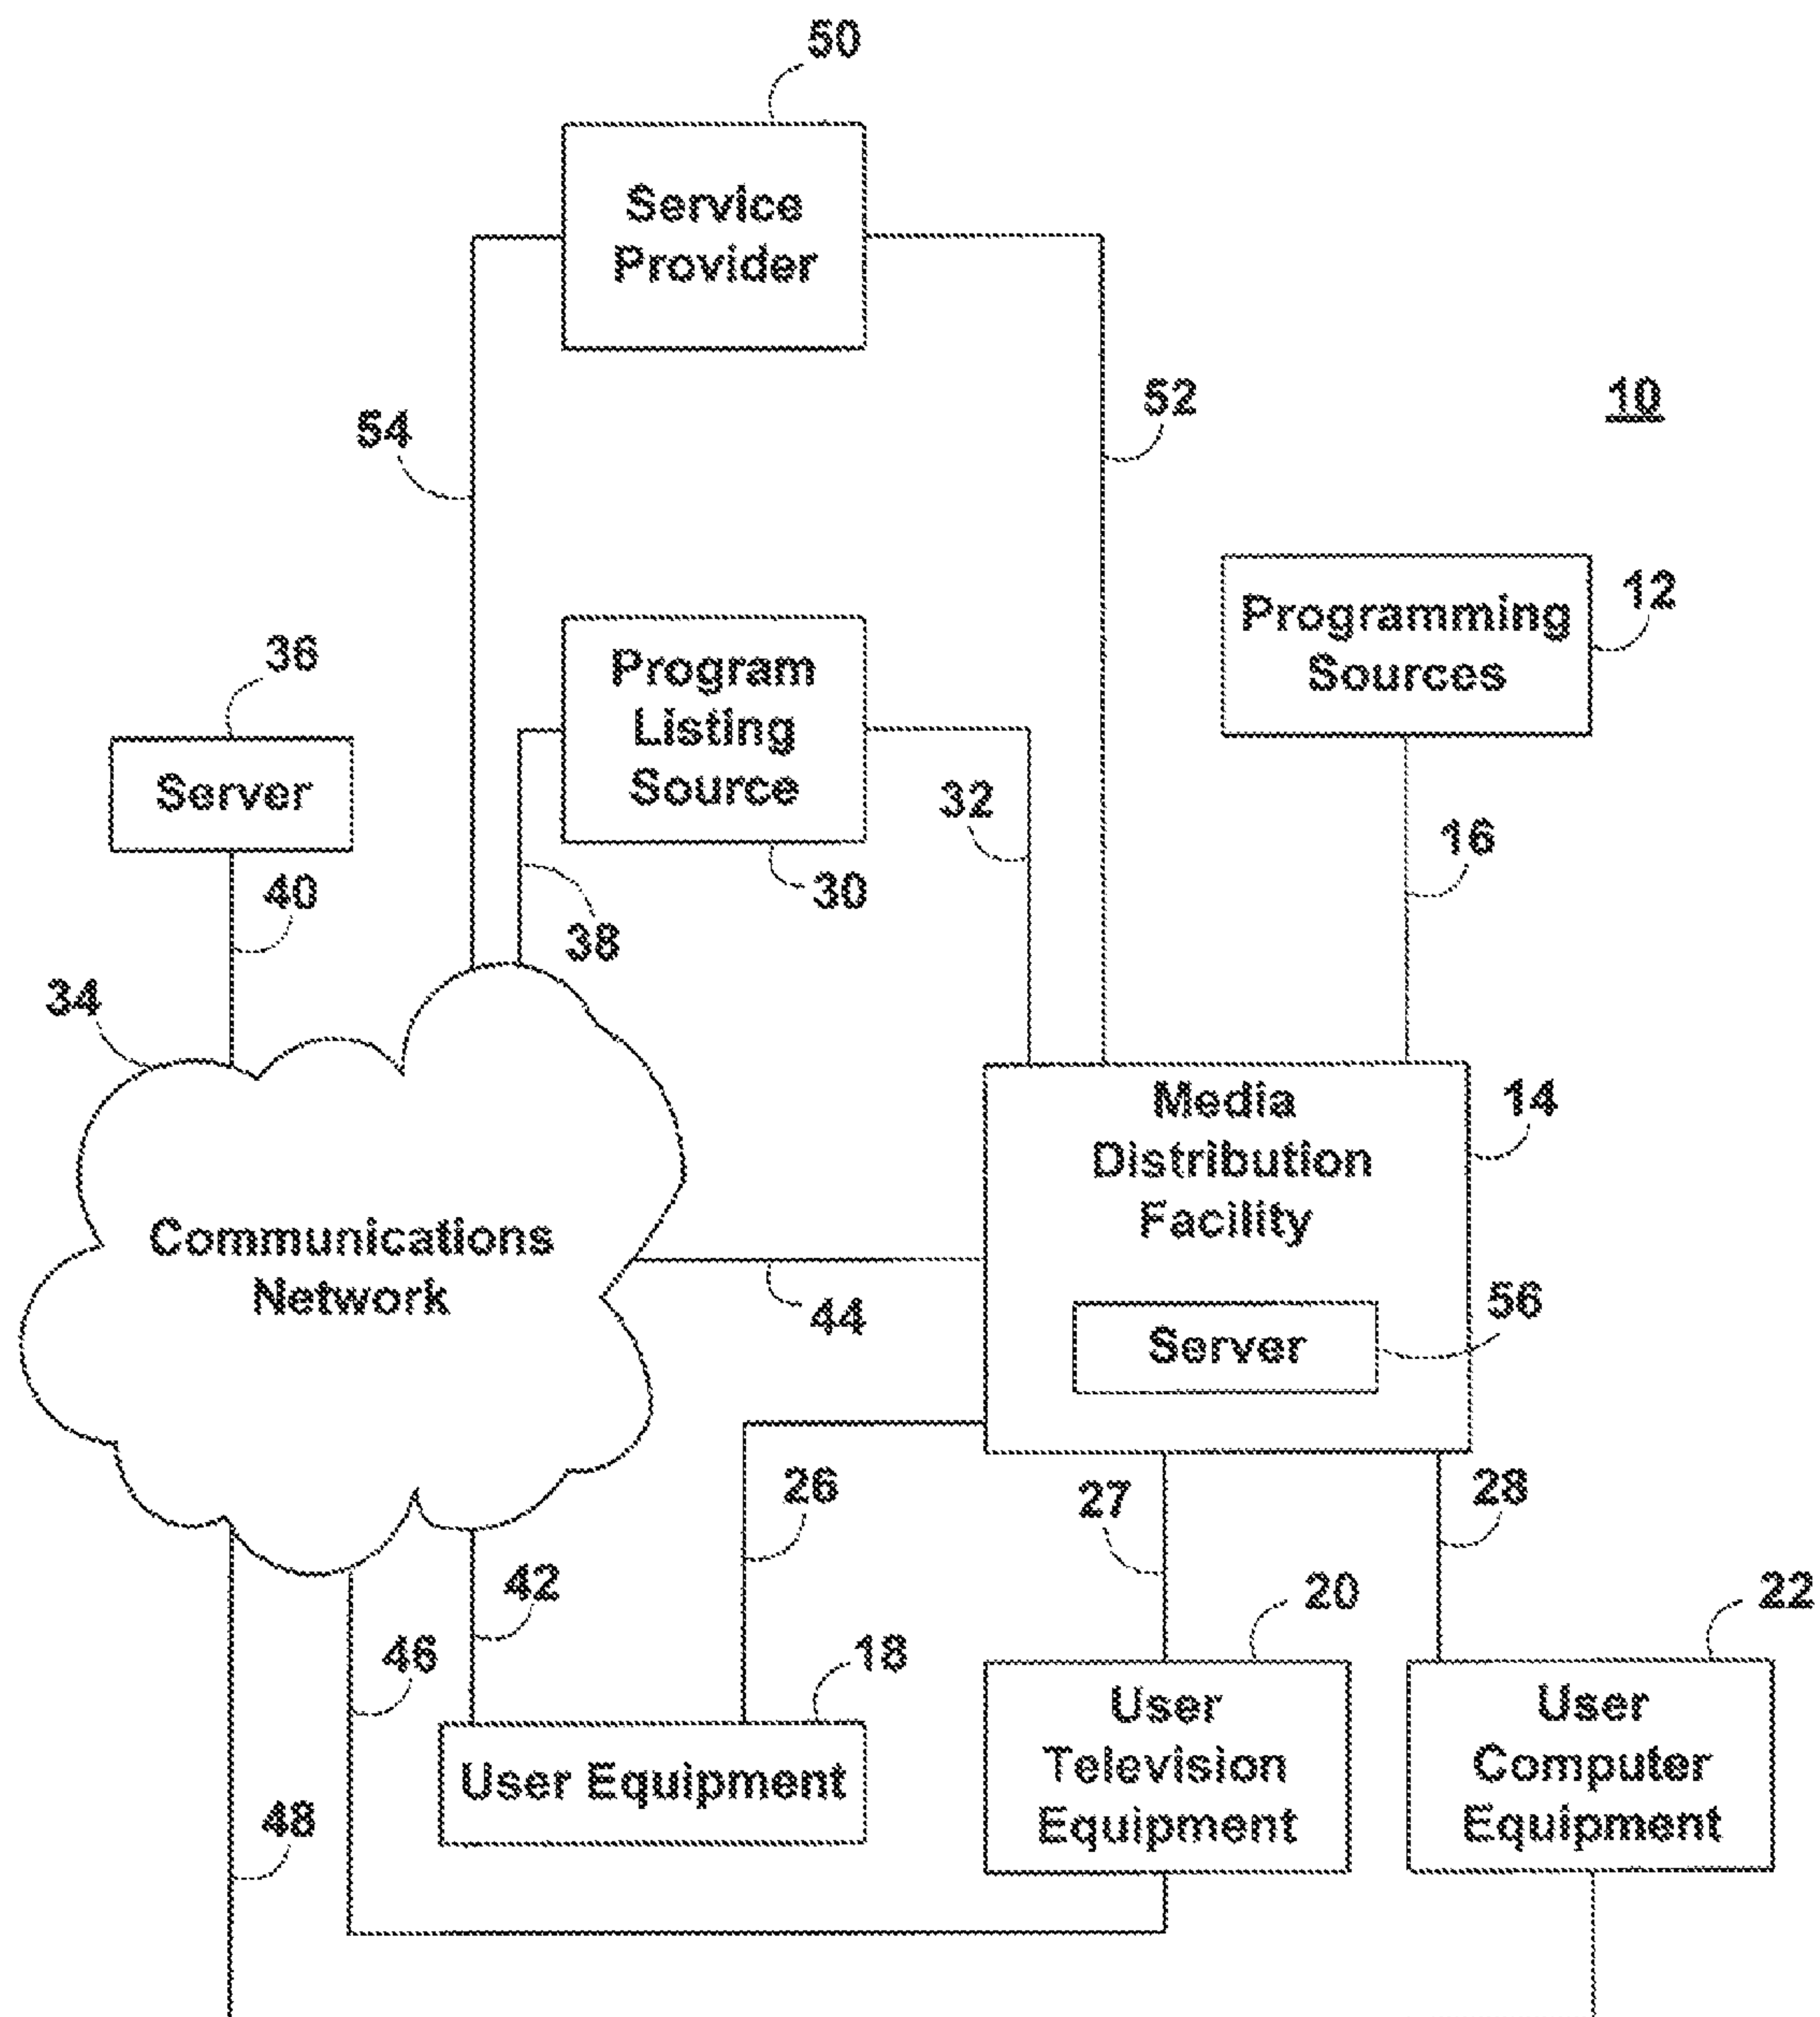 50
Service
Provider
54
52
10
Programming
Sources
12
36
Server
40
Program
Listing
Source
30
38
32
16
34
Communications
Network
44
Media
Distribution
Facility
14
Server
56
26
27
28
42
46
48
18
User Equipment
20
User
Television
Equipment
22
User
Computer
Equipment